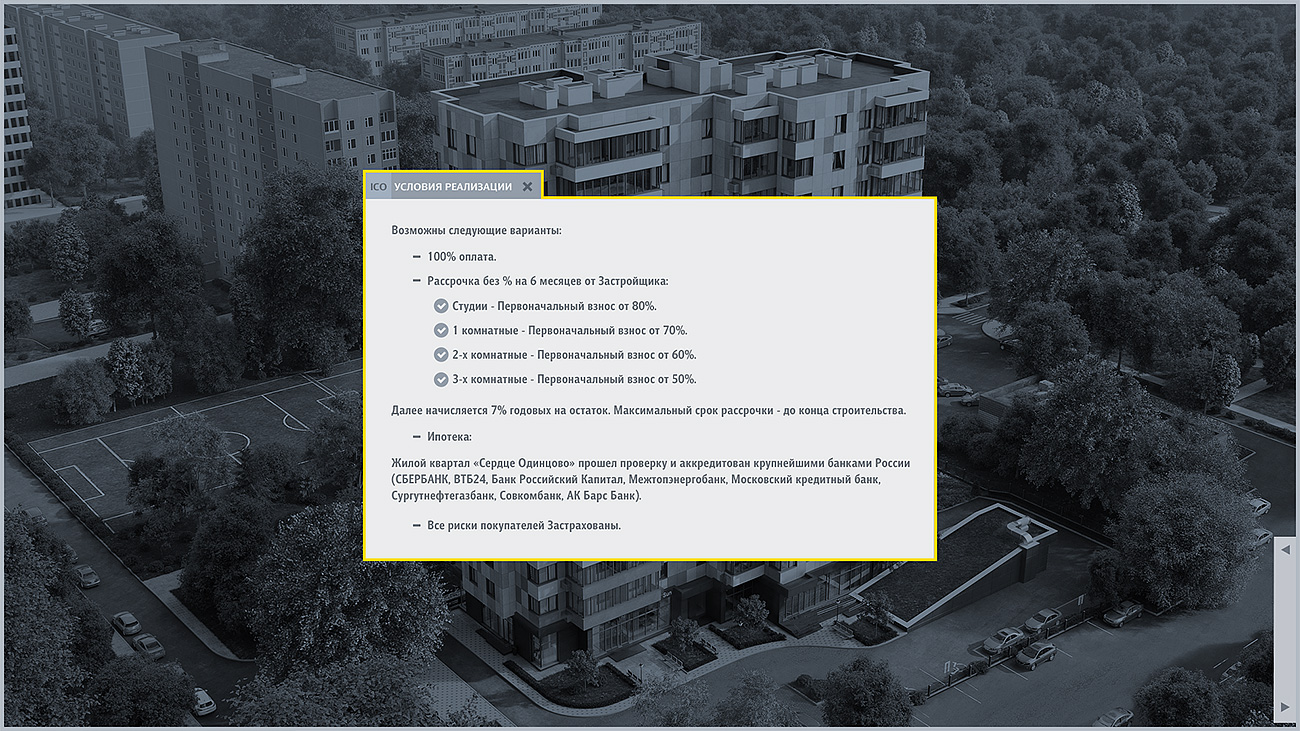 ICO УСЛОВИЯ РЕАЛИЗАЦИИ
Возможны следующие варианты:
– 100% оплата.
– Рассрочка без % на 6 месяцев от Застройщика:
Студии - Первоначальный взнос от 80%.
1 комнатные - Первоначальный взнос от 70%.
2-х комнатные - Первоначальный взнос от 60%.
3-х комнатные - Первоначальный взнос от 50%.
Далее начисляется 7% годовых на остаток. Максимальный срок рассрочки - до конца строительства.
– Ипотека:
Жилой квартал «Сердце Одинцово» прошел проверку и аккредитован крупнейшими банками России
(СБЕРБАНК, ВТБ24, Банк Российский Капитал, Межтопэнергобанк, Московский кредитный банк,
Сургутнефтегазбанк, Совкомбанк, АК Барс Банк).
– Все риски покупателей Застрахованы.